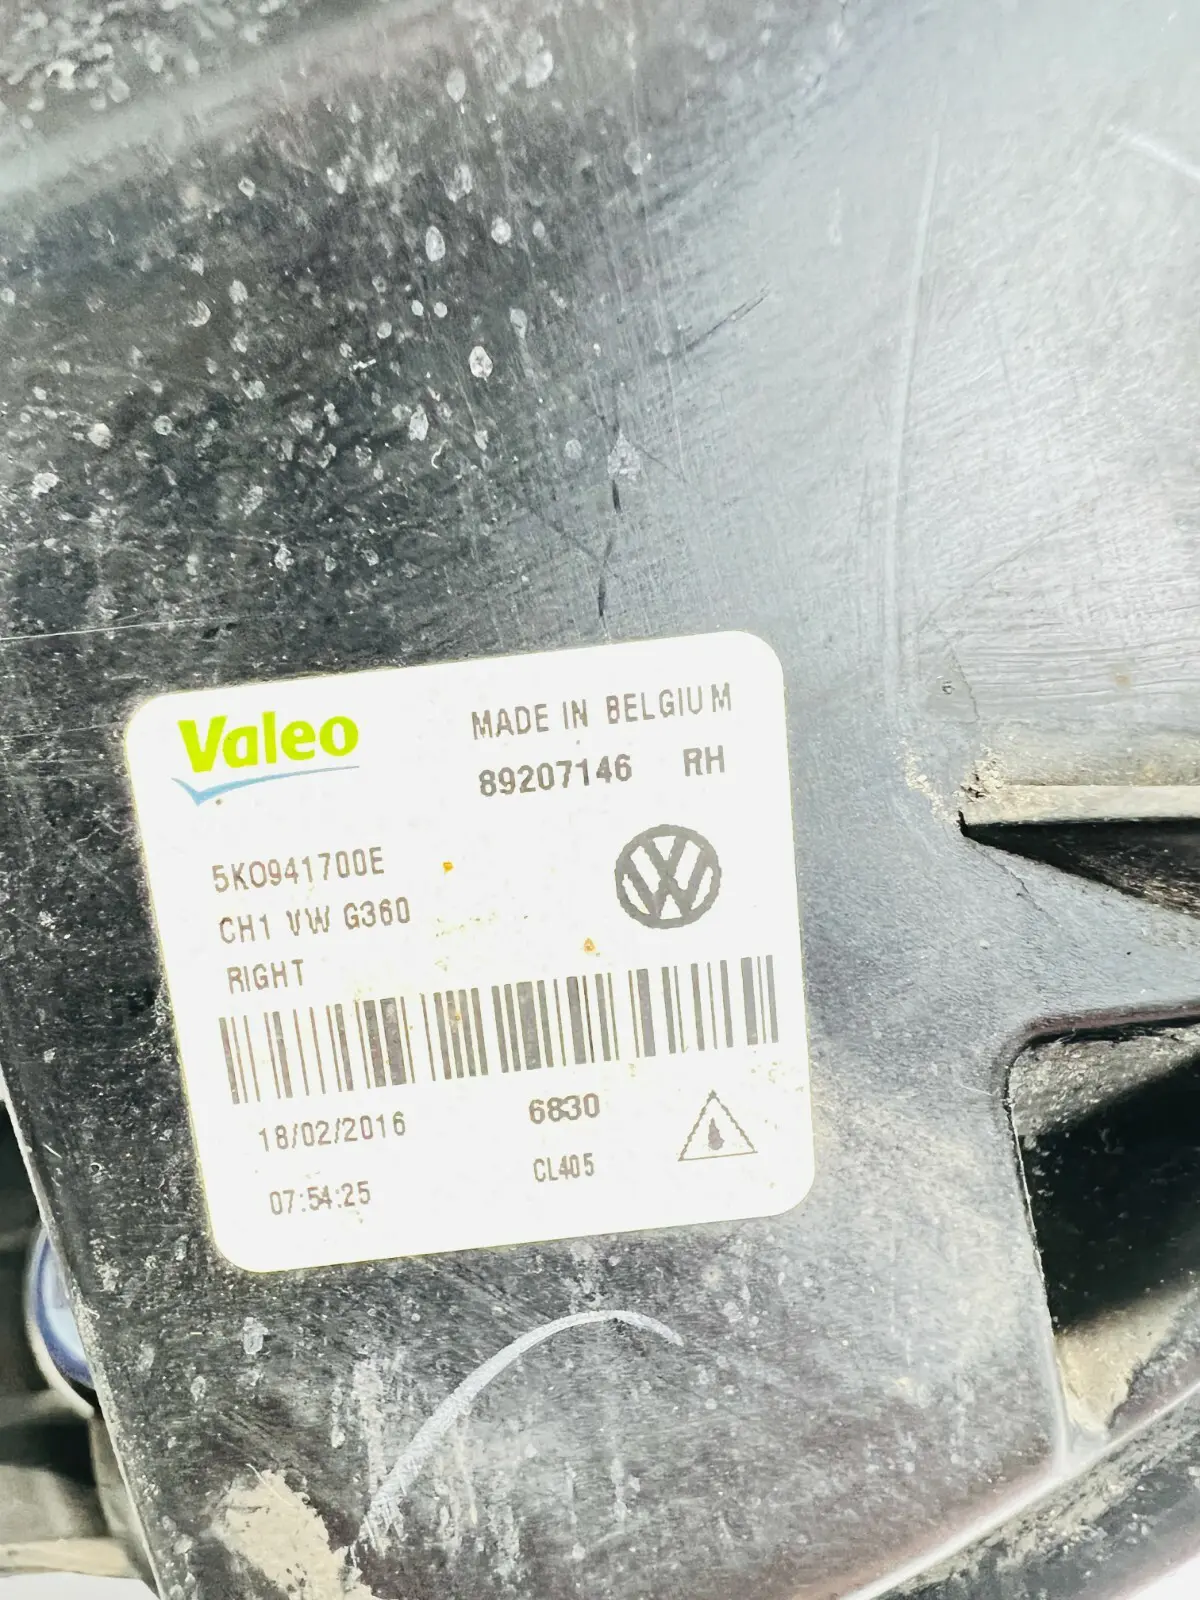 Valeo
MADE IN BELGIUM
89207146 RH
5K0941700E
CH1 VW G360
RIGHT
18/02/2016
6830
07:54:25
CL405